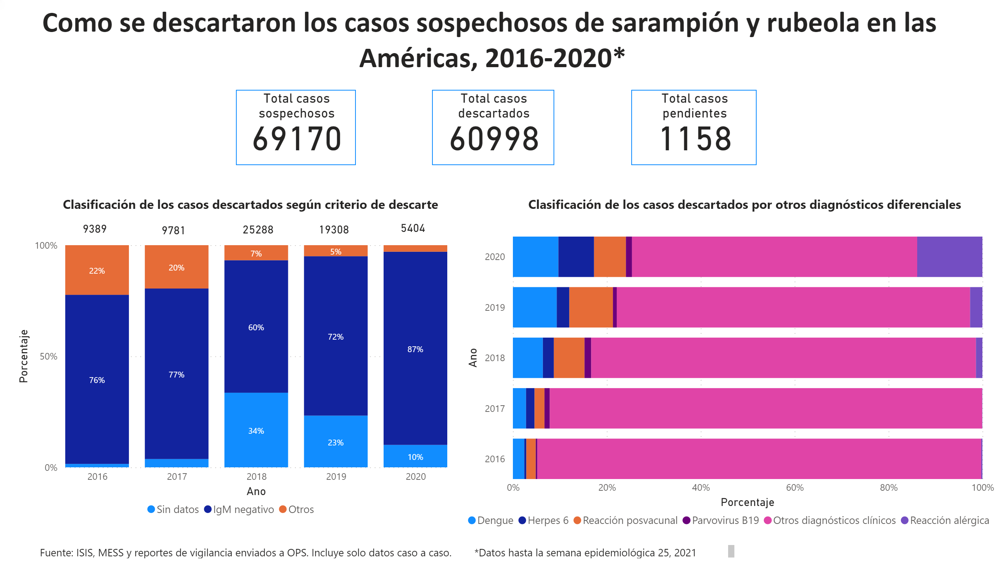 Como se descartaron los casos sospechosos de sarampión y rubeola en las
Américas, 2016-2020*
Total casos
sospechosos
69170
Total casos
descartados
60998
Total casos
pendientes
1158
Clasificación de los casos descartados según criterio de descarte
9389
9781
25288
19308
5404
100%
50%
0%
Porcentaje
22%
76%
20%
77%
7%
60%
34%
5%
72%
23%
87%
10%
2016
2017
2018
2019
2020
Ano
Sin datos
IgM negativo
Otros
Clasificación de los casos descartados por otros diagnósticos diferenciales
Ano
2020
2019
2018
2017
2016
0%
20%
40%
60%
80%
100%
Porcentaje
Dengue
Herpes 6
Reacción posvacunal
Parvovirus B19
Otros diagnósticos clínicos
Reacción alérgica
Fuente: ISIS, MESS y reportes de vigilancia enviados a OPS. Incluye solo datos caso a caso.
*Datos hasta la semana epidemiológica 25, 2021